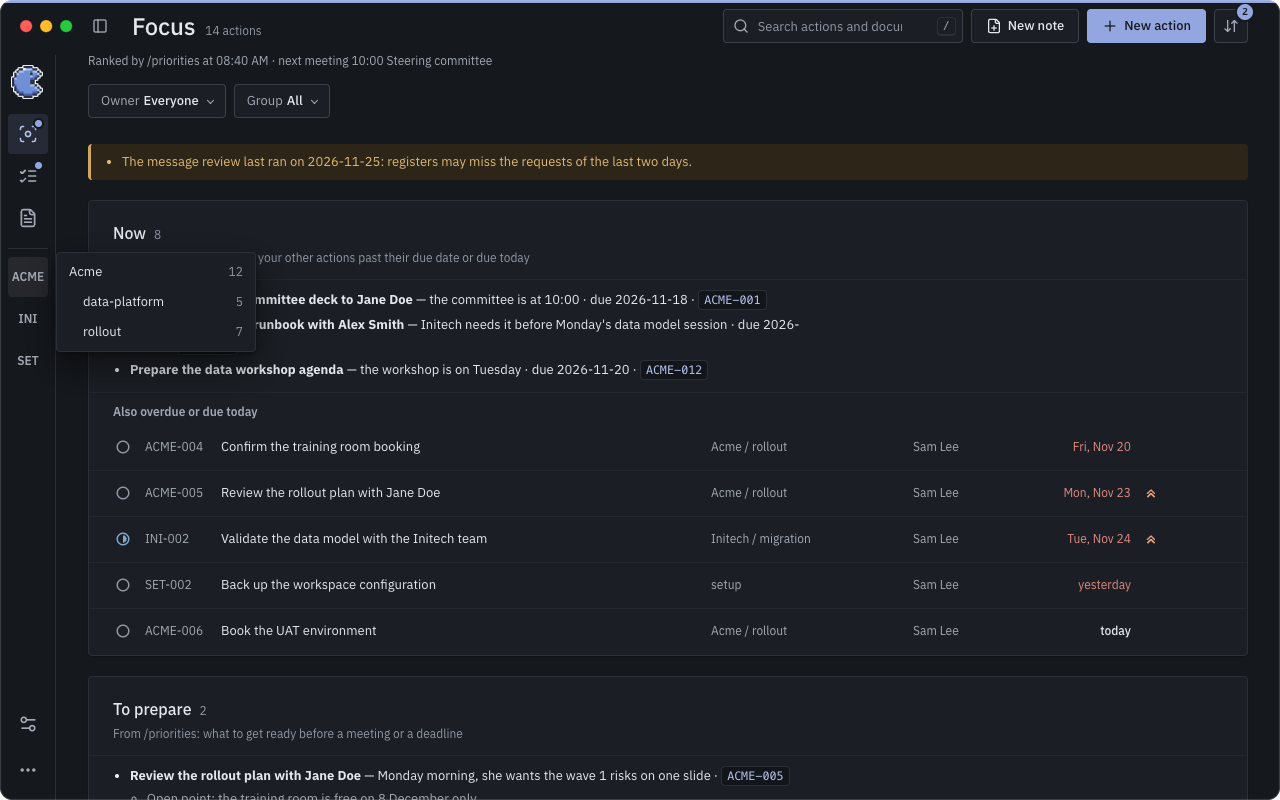 Focus 14 actions
Search actions and docu /
New note
New action
2
Ranked by /priorities at 08:40 AM · next meeting 10:00 Steering committee
Owner Everyone
Group All
• The message review last ran on 2026-11-25: registers may miss the requests of the last two days.
ACME
INI
SET
Acme 12
data-platform 5
rollout 7
Now 8
your other actions past their due date or due today
deck to Jane Doe — the committee is at 10:00 · due 2026-11-18 · ACME-001
with Alex Smith — Initech needs it before Monday's data model session · due 2026-
• Prepare the data workshop agenda — the workshop is on Tuesday · due 2026-11-20 · ACME-012
Also overdue or due today
ACME-004 Confirm the training room booking Acme / rollout Sam Lee Fri, Nov 20
ACME-005 Review the rollout plan with Jane Doe Acme / rollout Sam Lee Mon, Nov 23
INI-002 Validate the data model with the Initech team Initech / migration Sam Lee Tue, Nov 24
SET-002 Back up the workspace configuration setup Sam Lee yesterday
ACME-006 Book the UAT environment Acme / rollout Sam Lee today
To prepare 2
From /priorities: what to get ready before a meeting or a deadline
• Review the rollout plan with Jane Doe — Monday morning, she wants the wave 1 risks on one slide · ACME-005
Open point: the training room is free on 8 December only